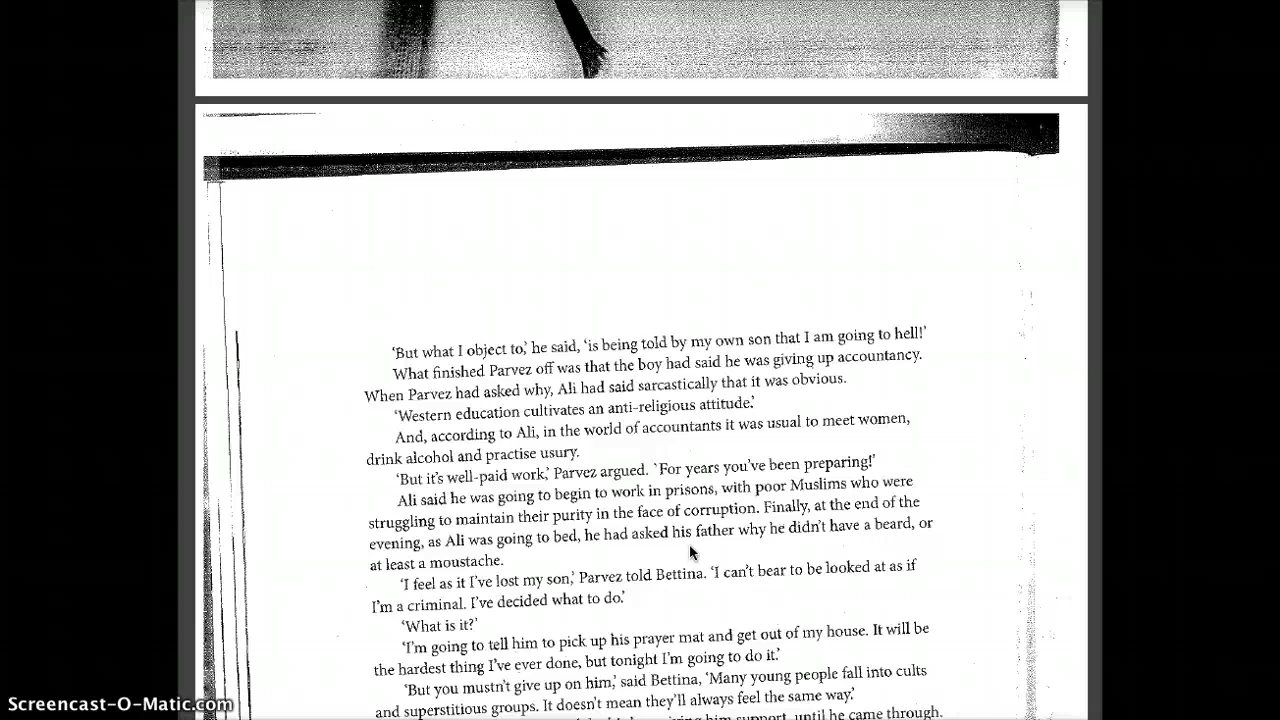 'But what I object to,' he said, 'is being told by my own son that I am going to hell!'
What finished Parvez off was that the boy had said he was giving up accountancy.
When Parvez had asked why, Ali had said sarcastically that it was obvious.
'Western education cultivates an anti-religious attitude.'
And, according to Ali, in the world of accountants it was usual to meet women,
drink alcohol and practise usury.
'But it's well-paid work,' Parvez argued. 'For years you've been preparing!'
Ali said he was going to begin to work in prisons, with poor Muslims who were
struggling to maintain their purity in the face of corruption. Finally, at the end of the
evening, as Ali was going to bed, he had asked his father why he didn't have a beard, or
at least a moustache.
'I feel as it I've lost my son,' Parvez told Bettina. 'I can't bear to be looked at as if
I'm a criminal. I've decided what to do.'
'What is it?'
'I'm going to tell him to pick up his prayer mat and get out of my house. It will be
the hardest thing I've ever done, but tonight I'm going to do it.'
'But you mustn't give up on him,' said Bettina, 'Many young people fall into cults
and superstitious groups. It doesn't mean they'll always feel the same way.'
him support, until he came through.
Screencast-O-Matic.com